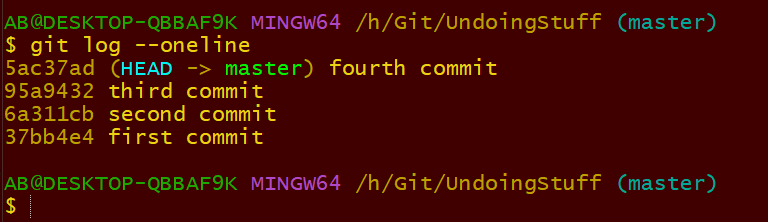 AB@DESKTOP-QBBAF9K MINGW64 /h/Git/UndoingStuff (master)
$ git log --oneline
5ac37ad (HEAD -> master) fourth commit
95a9432 third commit
6a311cb second commit
37bb4e4 first commit
AB@DESKTOP-QBBAF9K MINGW64 /h/Git/UndoingStuff (master)
$